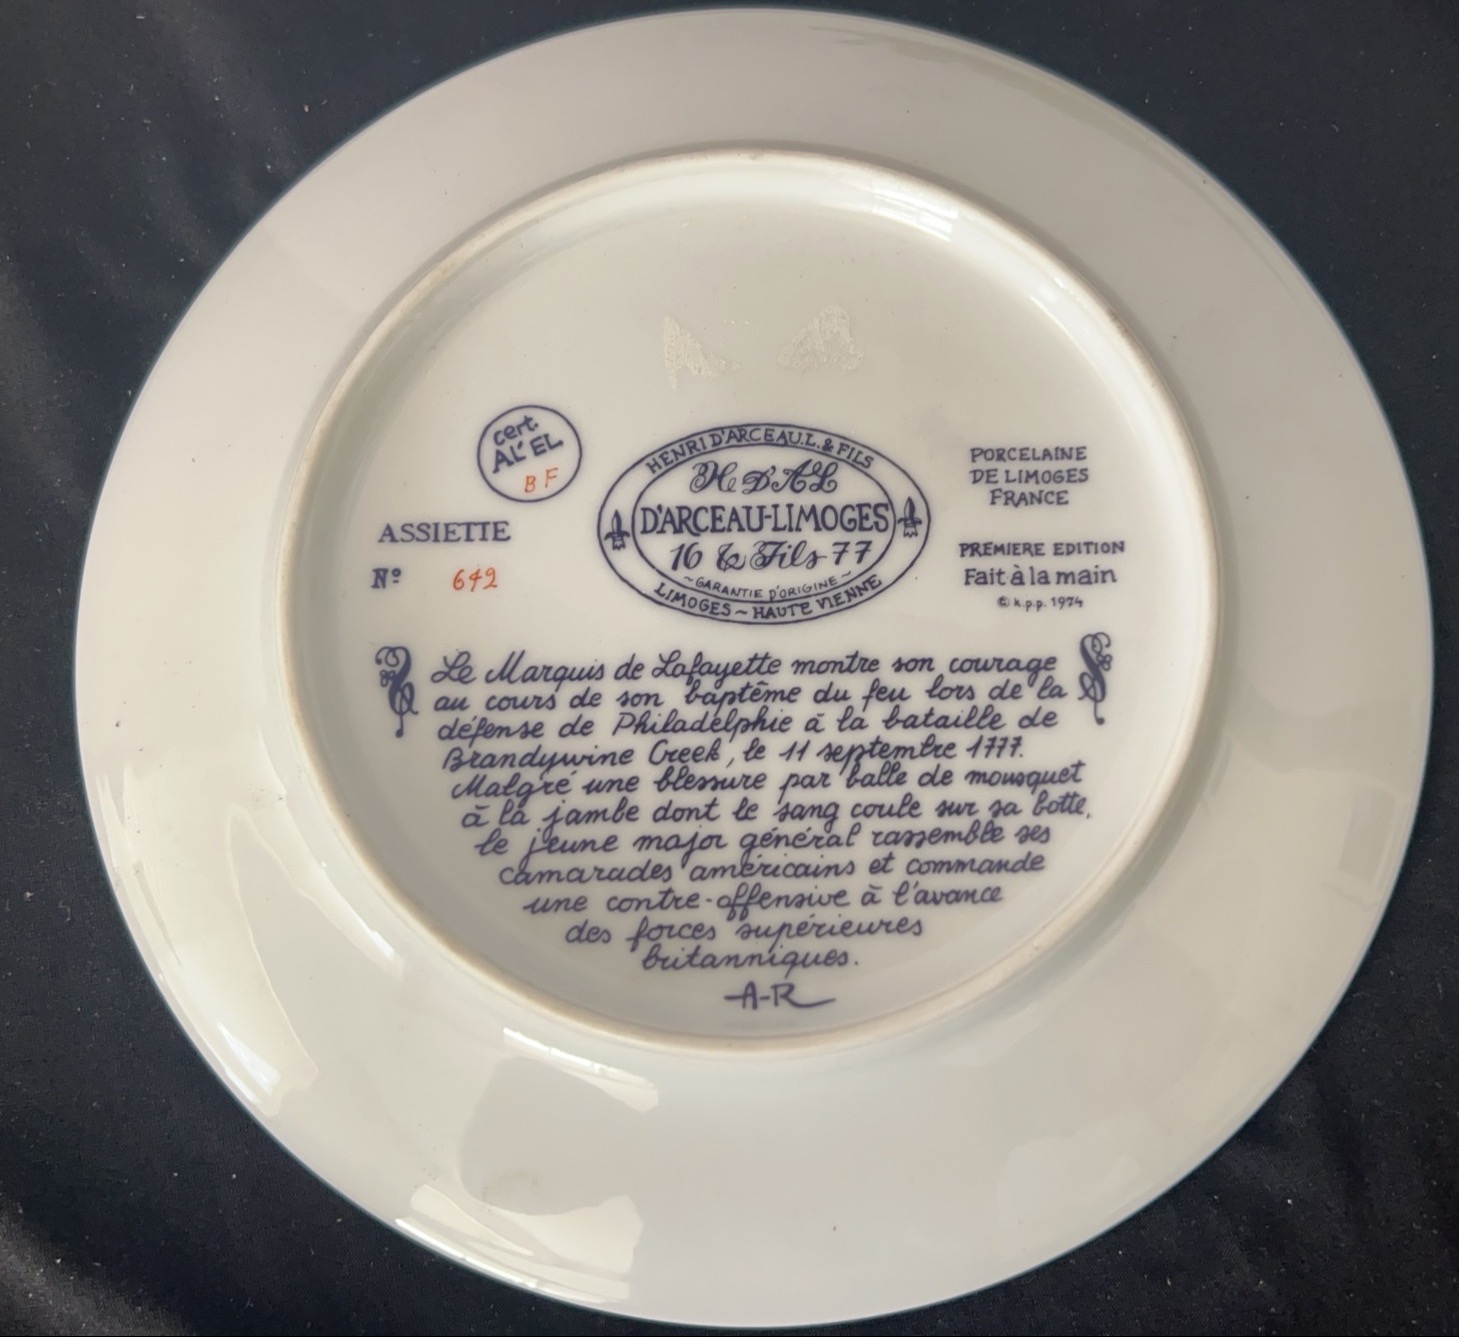 cert.
AL' EL
B F
ASSIETTE
Nº 642
HENRI D'ARCEAU.L. & FILS
H D'AL
D'ARCEAU-LIMOGES
16 & Fils 77
~GARANTIE D'ORIGINE~
LIMOGES ~ HAUTE VIENNE
PORCELAINE
DE LIMOGES
FRANCE
PREMIERE EDITION
Fait à la main
© k.p.p. 1974
Le Marquis de Lafayette montre son courage
au cours de son baptême du feu lors de la
défense de Philadelphie à la bataille de
Brandywine Creek, le 11 septembre 1777.
Malgré une blessure par balle de mousquet
à la jambe dont le sang coule sur sa botte,
le jeune major général rassemble ses
camarades américains et commande
une contre-offensive à l'avance
des forces supérieures
britanniques.
A-R